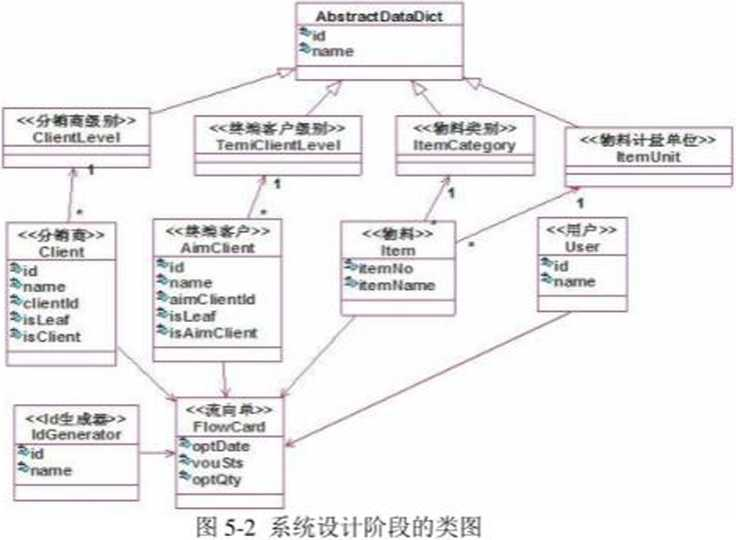 AbstractDataDict
id
name
<<分销商级别>>
ClientLevel
<<终端客户级别>>
TemiClientLevel
<<物料类别>>
ItemCategory
<<物料计量单位>>
ItemUnit
1
1
1
1
*
*
*
*
<<分销商>>
Client
id
name
clientId
isLeaf
isClient
<<终端客户>>
AimClient
id
name
aimClientId
isLeaf
isAimClient
<<物料>>
Item
itemNo
itemName
<<用户>>
User
id
name
<<Id生成器>>
IdGenerator
id
name
<<流向单>>
FlowCard
optDate
vouSts
optQty
图 5-2 系统设计阶段的类图